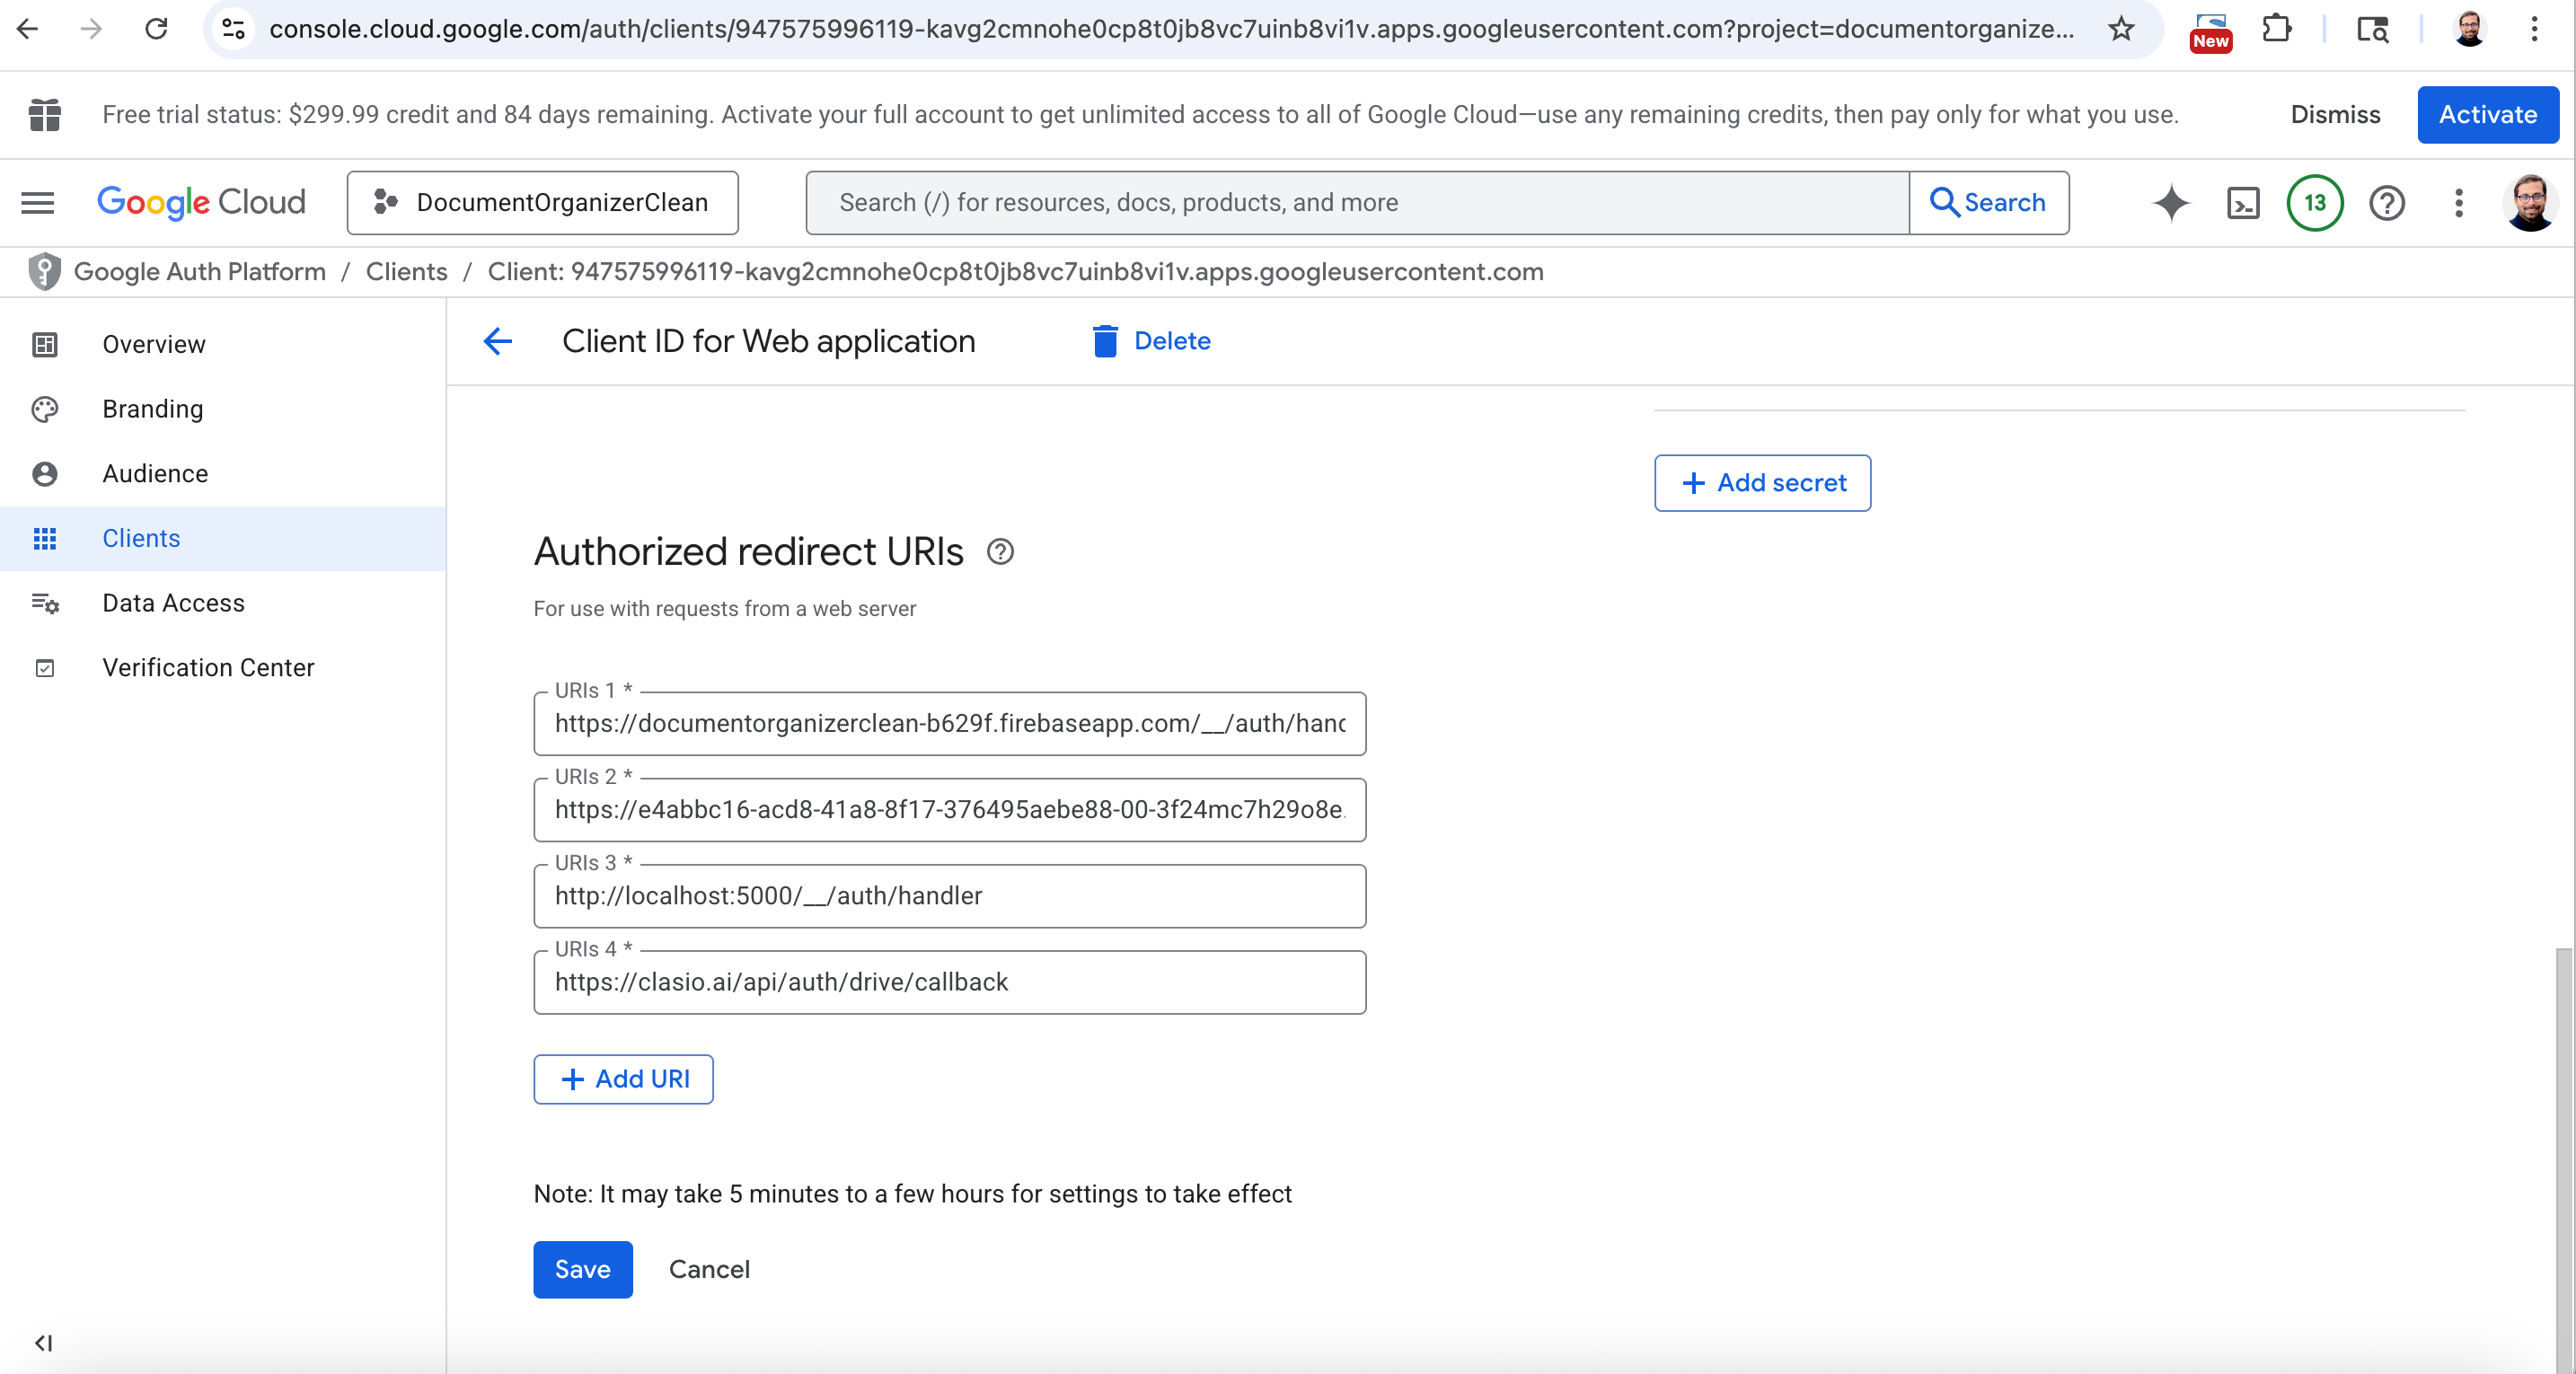 console.cloud.google.com/auth/clients/947575996119-kavg2cmnohe0cp8t0jb8vc7uinb8vi1v.apps.googleusercontent.com?project=documentorganize...
New
Free trial status: $299.99 credit and 84 days remaining. Activate your full account to get unlimited access to all of Google Cloud—use any remaining credits, then pay only for what you use.
Dismiss
Activate
Google Cloud
DocumentOrganizerClean
Search (/) for resources, docs, products, and more
Search
13
Google Auth Platform / Clients / Client: 947575996119-kavg2cmnohe0cp8t0jb8vc7uinb8vi1v.apps.googleusercontent.com
Overview
Branding
Audience
Clients
Data Access
Verification Center
Client ID for Web application
Delete
+ Add secret
Authorized redirect URIs
For use with requests from a web server
URIs 1 *
https://documentorganizerclean-b629f.firebaseapp.com/__/auth/hand
URIs 2 *
https://e4abbc16-acd8-41a8-8f17-376495aebe88-00-3f24mc7h29o8e.
URIs 3 *
http://localhost:5000/__/auth/handler
URIs 4 *
https://clasio.ai/api/auth/drive/callback
+ Add URI
Note: It may take 5 minutes to a few hours for settings to take effect
Save
Cancel